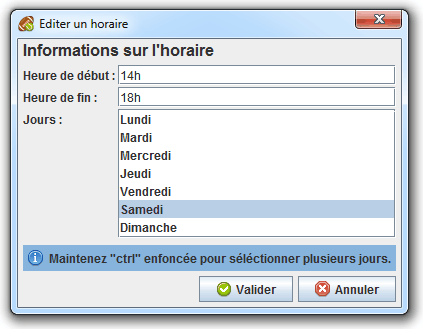 Editer un horaire
Informations sur l'horaire
Heure de début : 14h
Heure de fin : 18h
Jours : Lundi
Mardi
Mercredi
Jeudi
Vendredi
Samedi
Dimanche
Maintenez "ctrl" enfoncée pour séléctionner plusieurs jours.
Valider Annuler